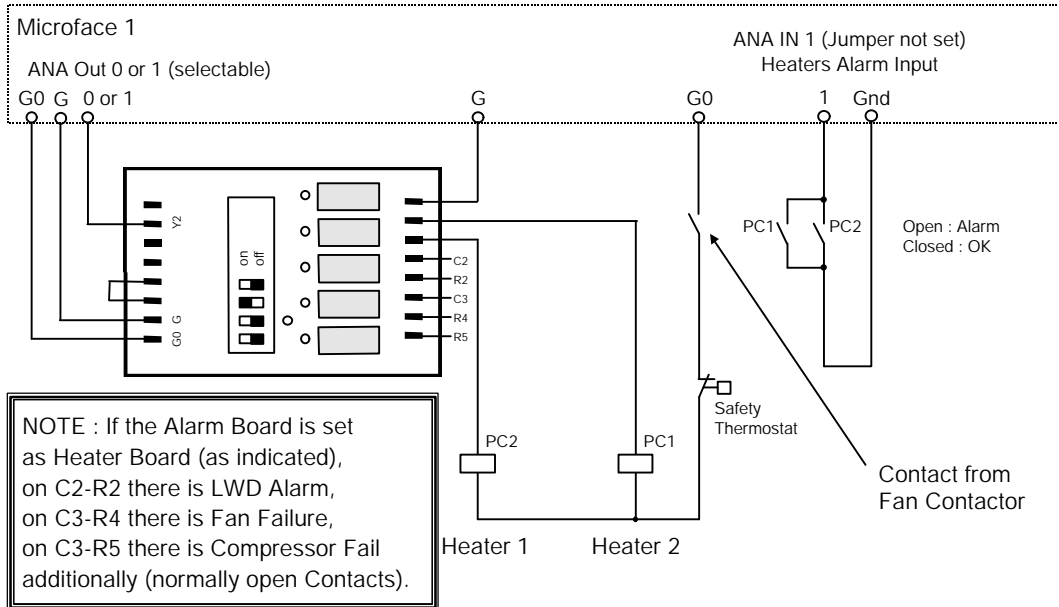 Microface 1
ANA IN 1 (Jumper not set)
Heaters Alarm Input
ANA Out 0 or 1 (selectable)
G0 G 0 or 1
G
G0
1 Gnd
Y2
G
G0
on
off
C2
R2
C3
R4
R5
PC1
PC2
Open : Alarm
Closed : OK
Safety
Thermostat
PC2
PC1
Contact from
Fan Contactor
Heater 1
Heater 2
NOTE : If the Alarm Board is set
as Heater Board (as indicated),
on C2-R2 there is LWD Alarm,
on C3-R4 there is Fan Failure,
on C3-R5 there is Compressor Fail
additionally (normally open Contacts).